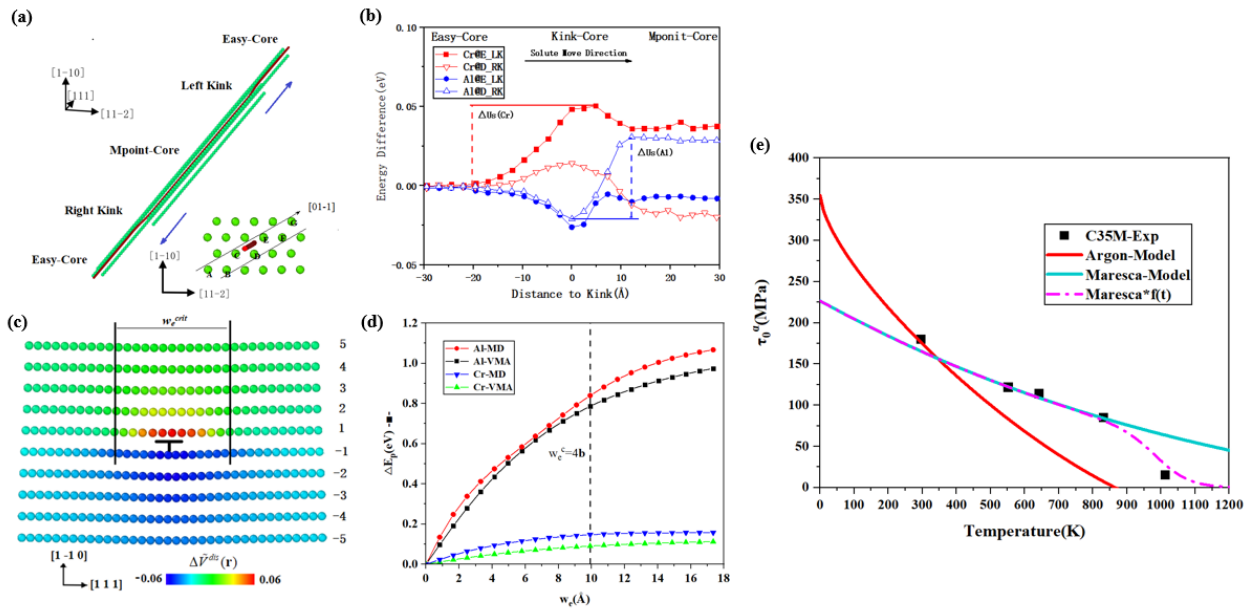 (a)
Easy-Core
Left Kink
[1-10]
[111]
[11-2]
Mpoint-Core
Right Kink
Easy-Core
[01-1]
G
E
F
C
D
A
B
[1-10]
[11-2]
(b)
Easy-Core
Kink-Core
Mponit-Core
Cr@E_LK
Cr@D_RK
Al@E_LK
Al@D_RK
Solute Move Direction
ΔUs(Cr)
ΔUs(Al)
Energy Difference(eV)
0.10
0.05
0.00
-0.05
-30 -20 -10 0 10 20 30
Distance to Kink(Å)
(c)
w_e^crit
5
4
3
2
1
-1
-2
-3
-4
-5
[1 -1 0]
[1 1 1]
ΔṼ^dis(r)
-0.06 0.06
(d)
Al-MD
Al-VMA
Cr-MD
Cr-VMA
w_e^c=4b
ΔE_p(eV) -■-
1.2
1.0
0.8
0.6
0.4
0.2
0.0
0 2 4 6 8 10 12 14 16 18
w_e(Å)
(e)
C35M-Exp
Argon-Model
Maresca-Model
Maresca*f(t)
τ_0^a(MPa)
400
350
300
250
200
150
100
50
0
0 100 200 300 400 500 600 700 800 900 1000 1100 1200
Temperature(K)